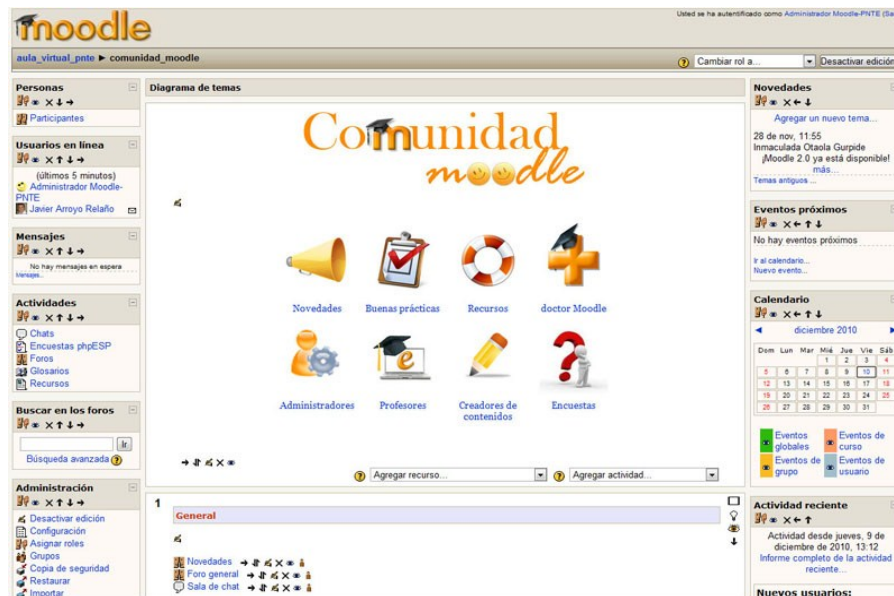 moodle
Usted se ha autentificado como Administrador Moodle-PNTE (Sa
aula_virtual_pnte ► comunidad_moodle
Cambiar rol a...
Desactivar edición
Personas
Participantes
Usuarios en línea
(últimos 5 minutos)
Administrador Moodle-
PNTE
Javier Arroyo Relaño
Mensajes
No hay mensajes en espera
Mensajes...
Actividades
Chats
Encuestas phpESP
Foros
Glosarios
Recursos
Buscar en los foros
Ir
Búsqueda avanzada
Administración
Desactivar edición
Configuración
Asignar roles
Grupos
Copia de seguridad
Restaurar
Importar
Diagrama de temas
Comunidad
moodle
Novedades
Buenas prácticas
Recursos
doctor Moodle
Administradores
Profesores
Creadores de
contenidos
Encuestas
Agregar recurso...
Agregar actividad...
1
General
Novedades
Foro general
Sala de chat
Novedades
Agregar un nuevo tema...
28 de nov, 11:55
Inmaculada Otaola Gurpide
¡Moodle 2.0 ya está disponible!
más...
Temas antiguos ...
Eventos próximos
No hay eventos próximos
Ir al calendario...
Nuevo evento...
Calendario
◄ diciembre 2010 ►
Dom Lun Mar Mié Jue Vie Sáb
1 2 3 4
5 6 7 8 9 10 11
12 13 14 15 16 17 18
19 20 21 22 23 24 25
26 27 28 29 30 31
Eventos
globales
Eventos de
curso
Eventos de
grupo
Eventos de
usuario
Actividad reciente
Actividad desde jueves, 9 de
diciembre de 2010, 13:12
Informe completo de la actividad
reciente...
Nuevos usuarios: